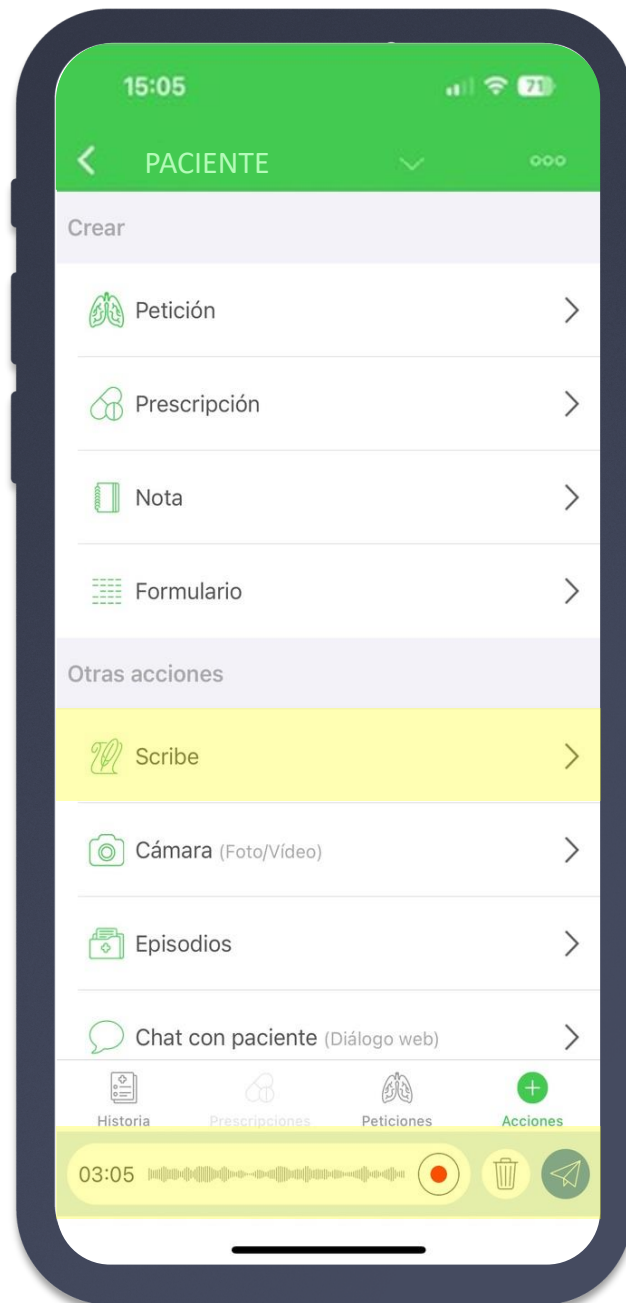 15:05 71
PACIENTE
Crear
Petición
Prescripción
Nota
Formulario
Otras acciones
Scribe
Cámara (Foto/Vídeo)
Episodios
Chat con paciente (Diálogo web)
Historia Prescripciones Peticiones Acciones
03:05